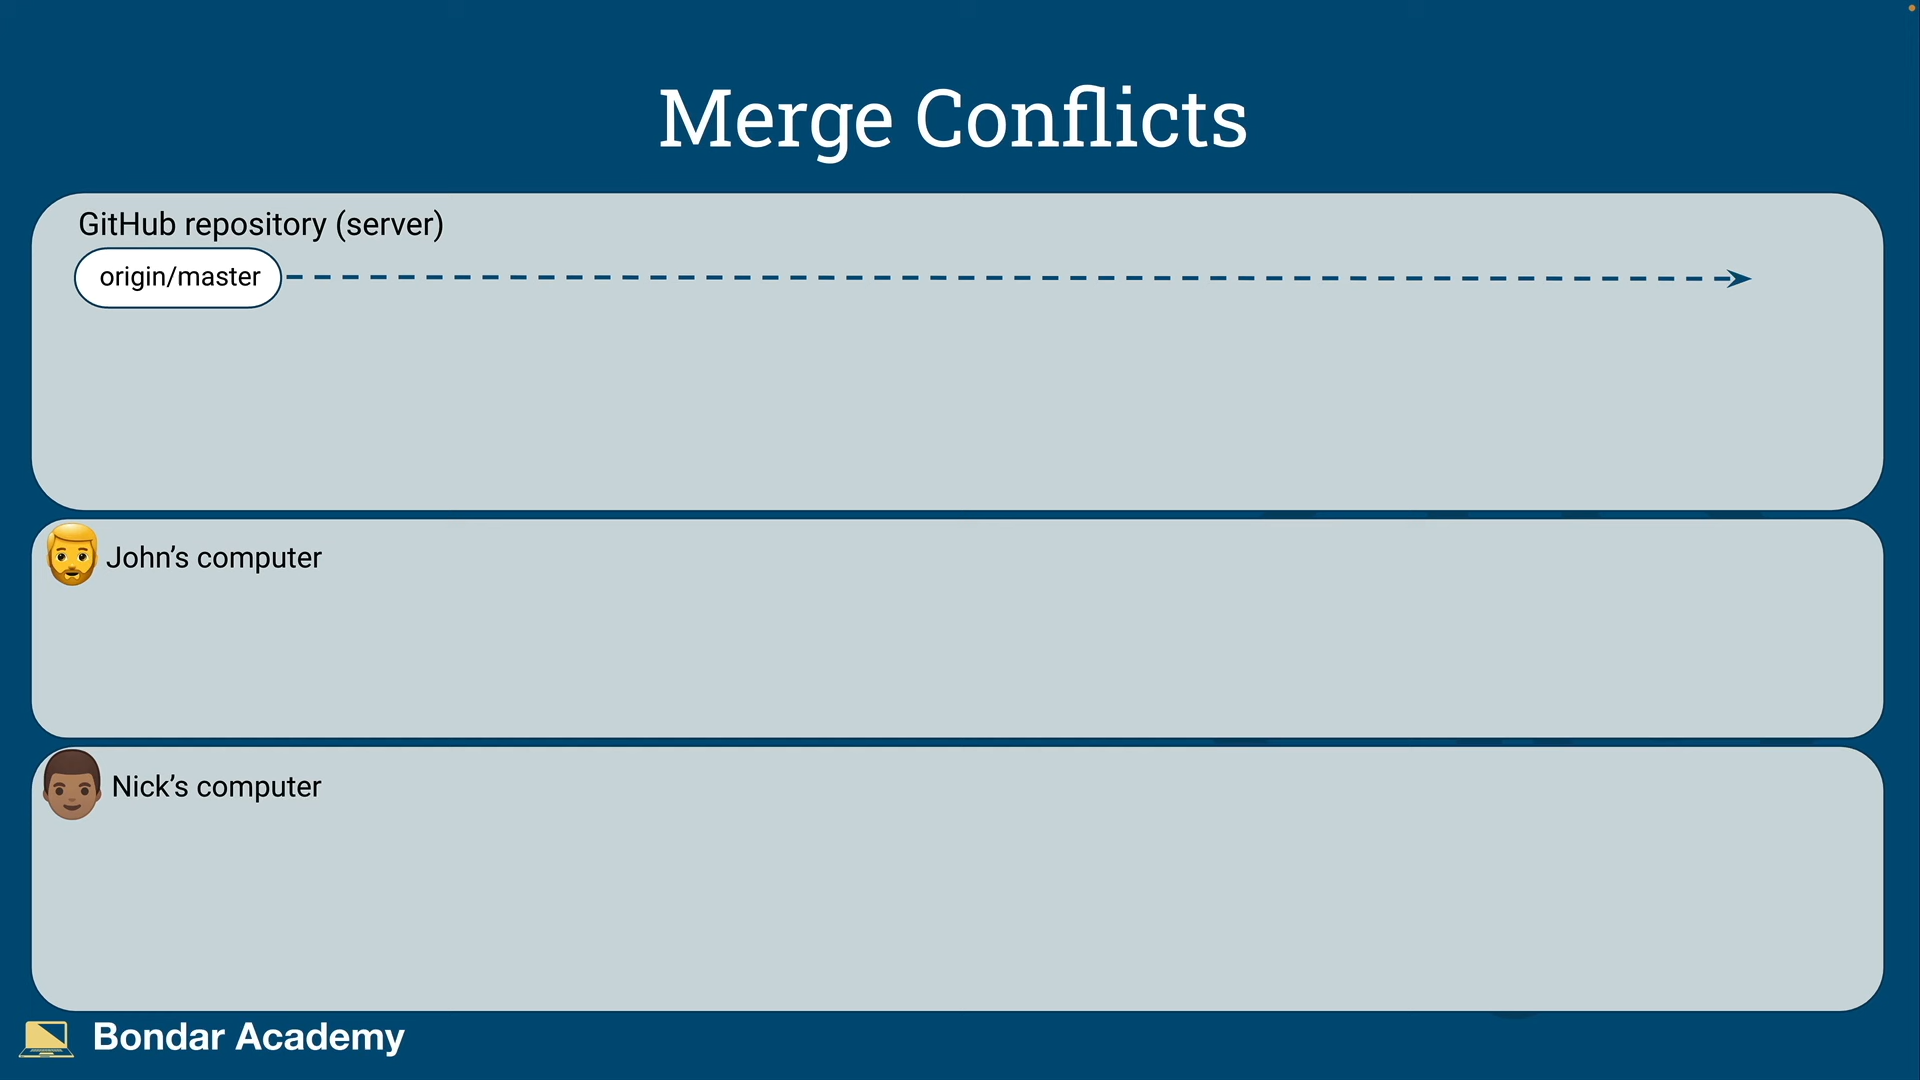 Merge Conflicts
GitHub repository (server)
origin/master
John’s computer
Nick’s computer
Bondar Academy